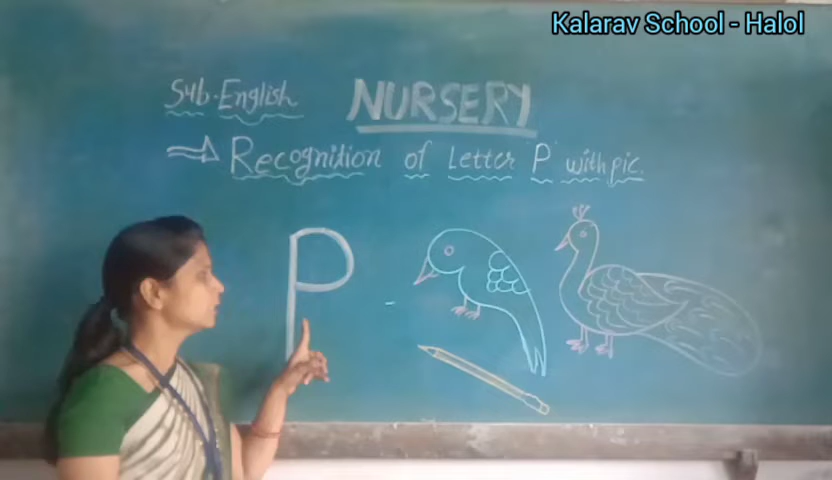 Kalarav School - Halol
Sub. English
NURSERY
⇒ Recognition of Letter "P" with pic.
P -